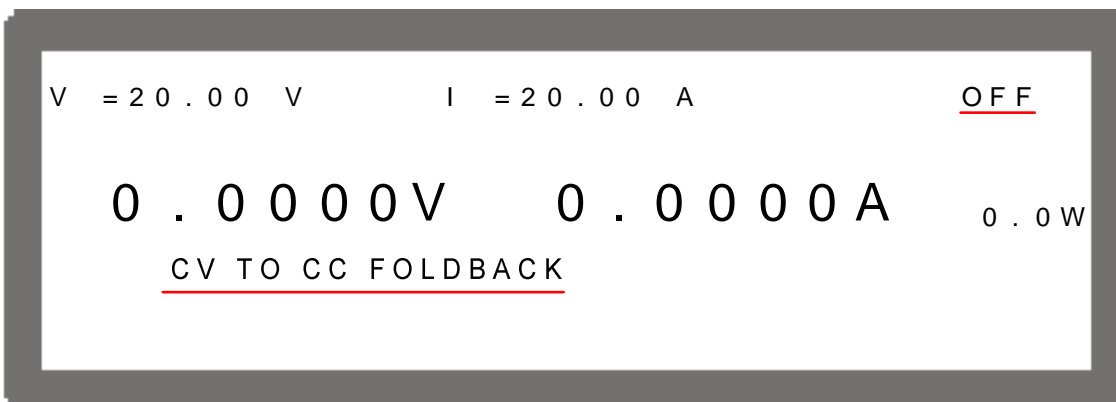 V =20.00 V I =20.00 A OFF
0.0000V 0.0000A 0.0W
CV TO CC FOLDBACK